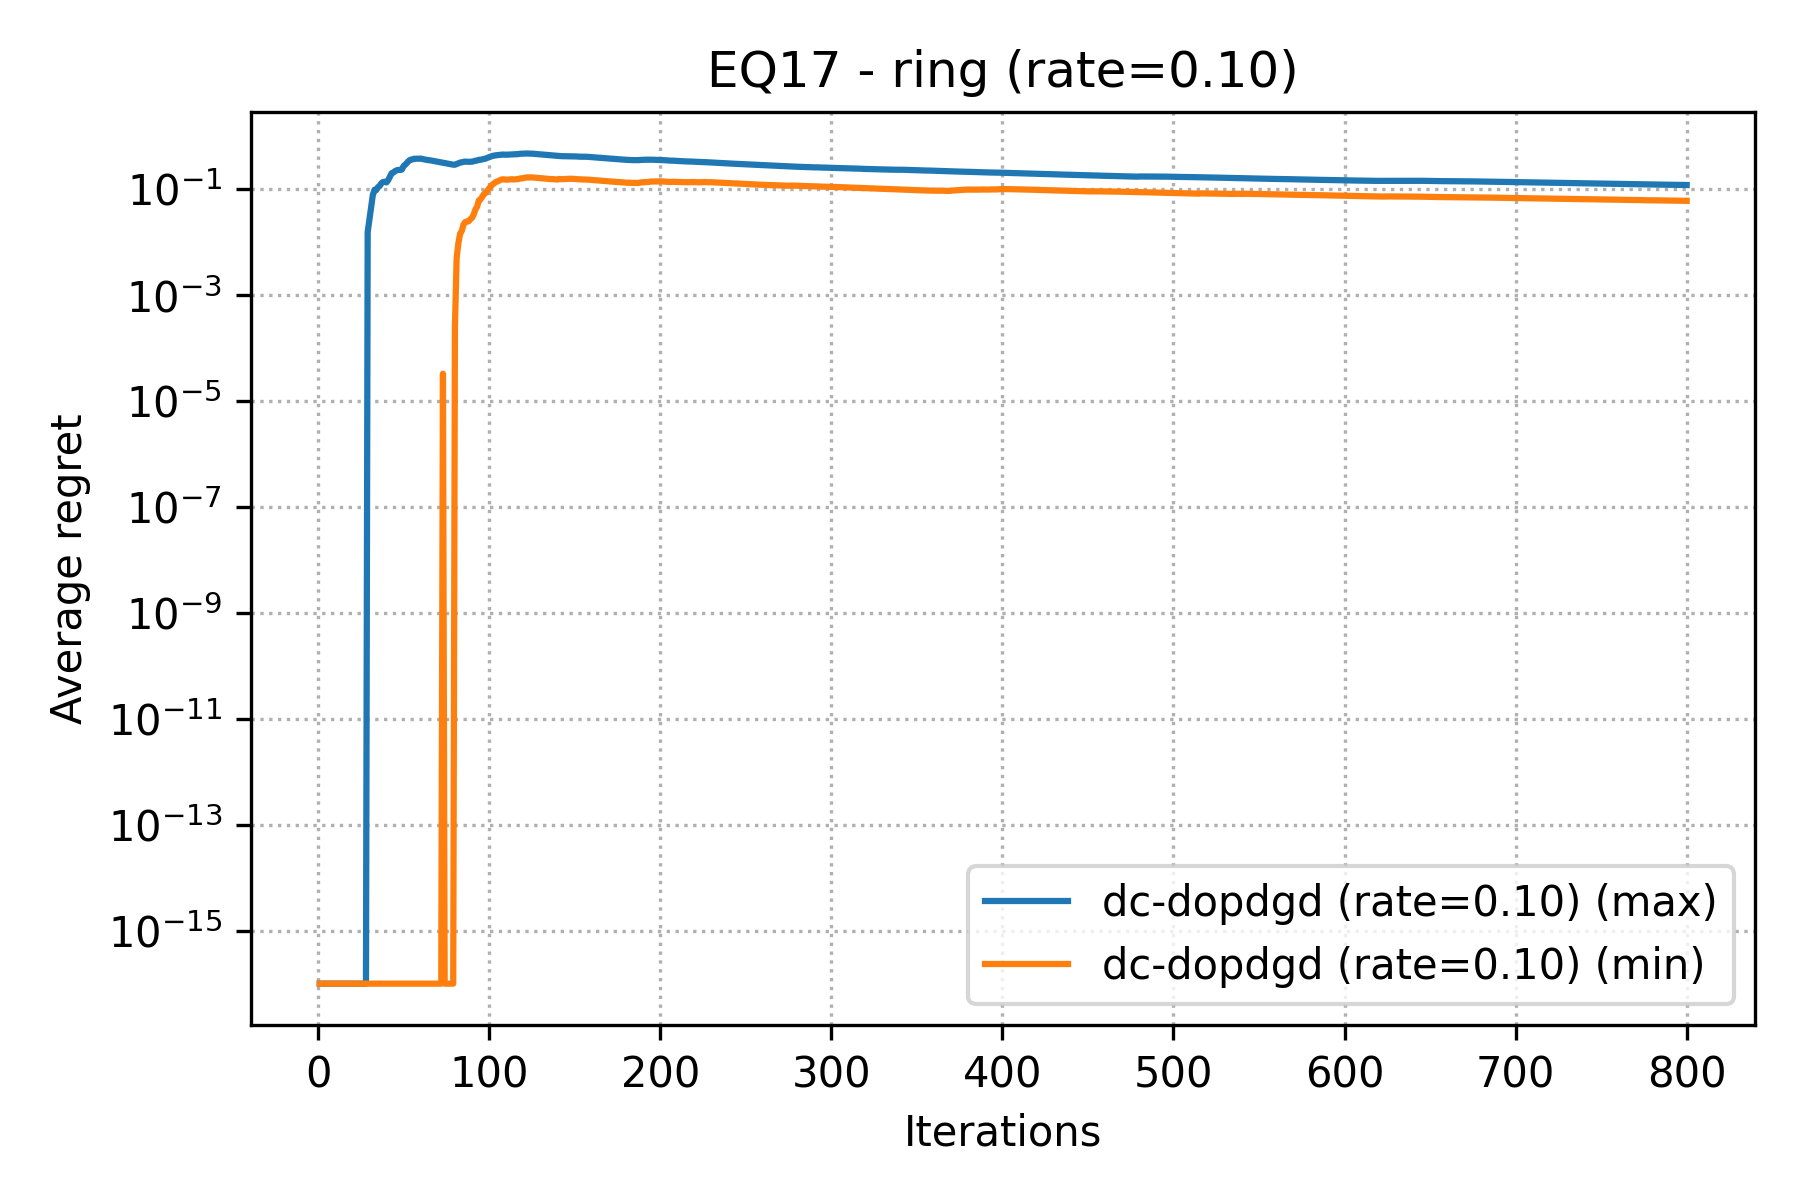 EQ17 - ring (rate=0.10)
Average regret
10⁻¹
10⁻³
10⁻⁵
10⁻⁷
10⁻⁹
10⁻¹¹
10⁻¹³
10⁻¹⁵
dc-dopdgd (rate=0.10) (max)
dc-dopdgd (rate=0.10) (min)
0 100 200 300 400 500 600 700 800
Iterations